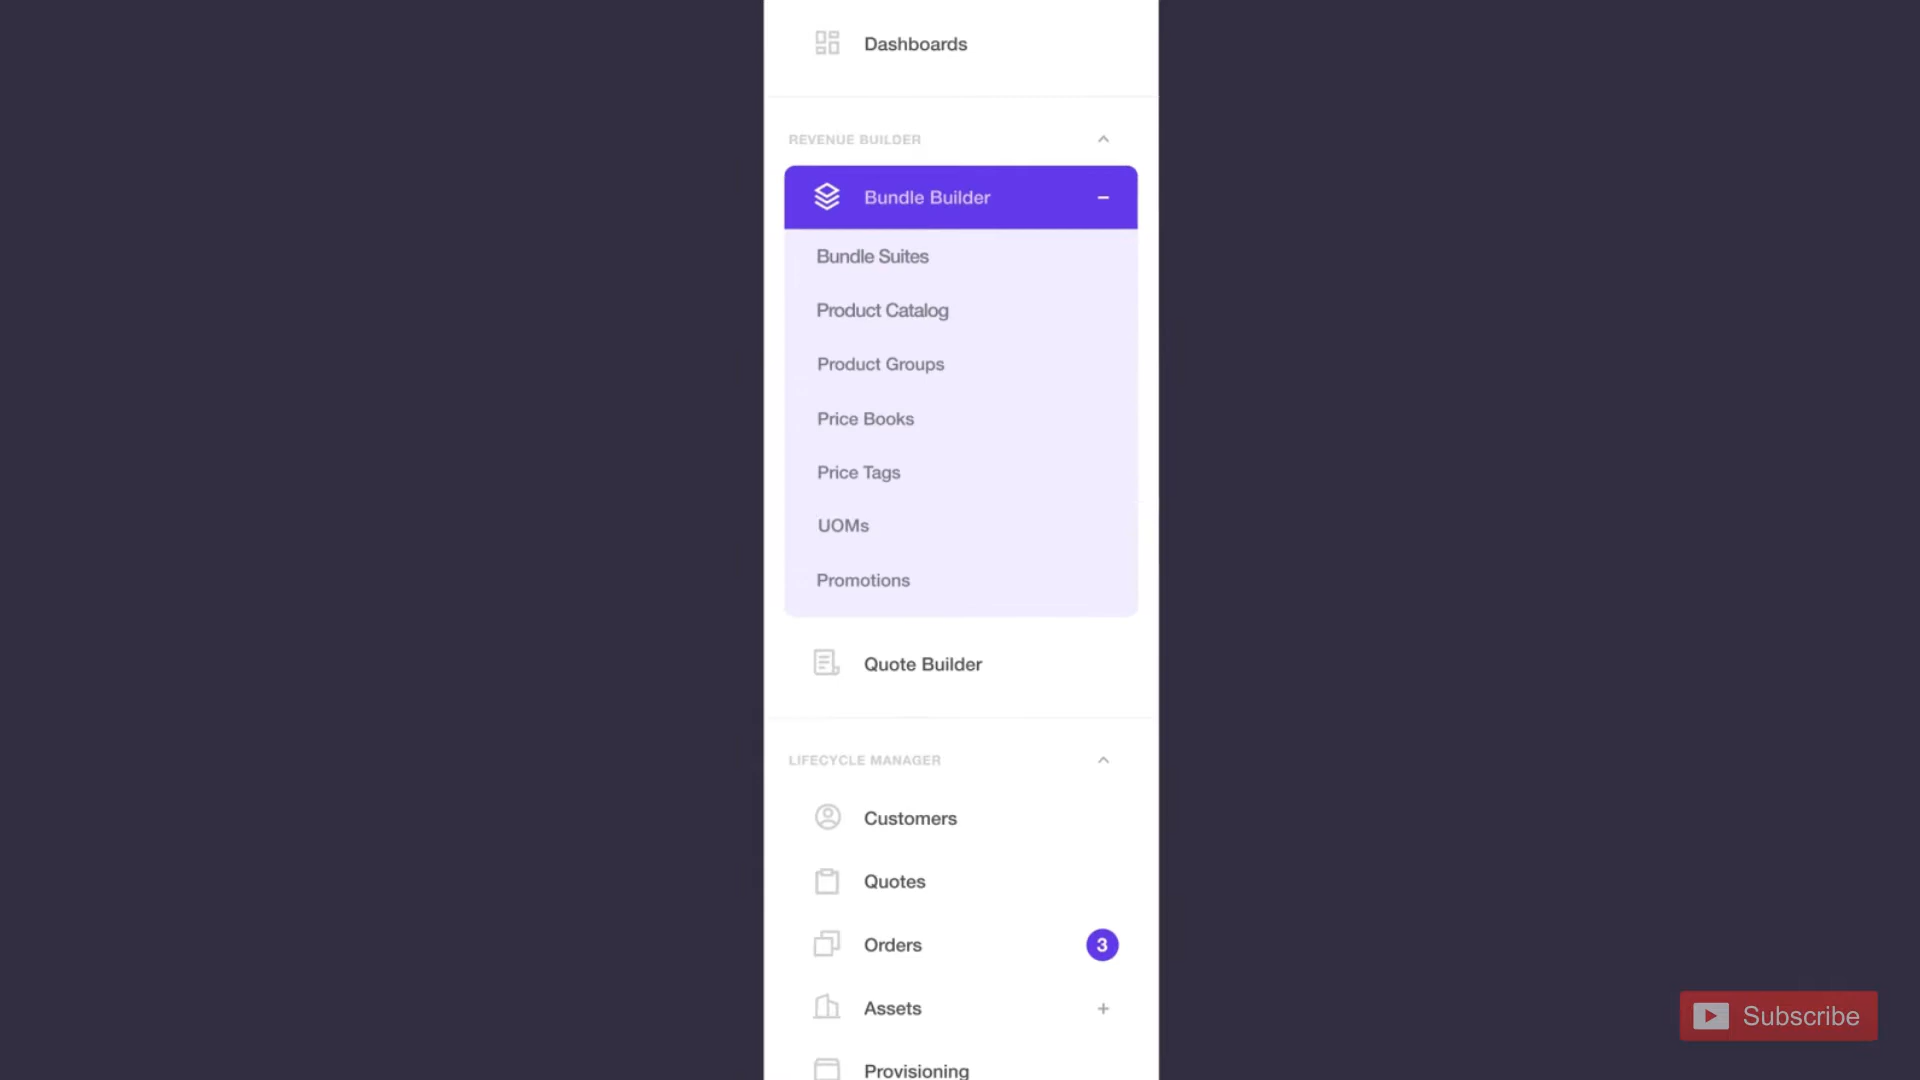 Dashboards
REVENUE BUILDER
Bundle Builder
Bundle Suites
Product Catalog
Product Groups
Price Books
Price Tags
UOMs
Promotions
Quote Builder
LIFECYCLE MANAGER
Customers
Quotes
Orders 3
Assets
Subscribe
Provisioning